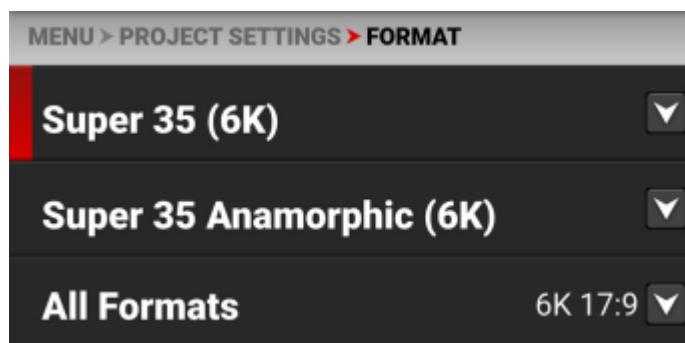 MENU > PROJECT SETTINGS > FORMAT
Super 35 (6K)
Super 35 Anamorphic (6K)
All Formats 6K 17:9